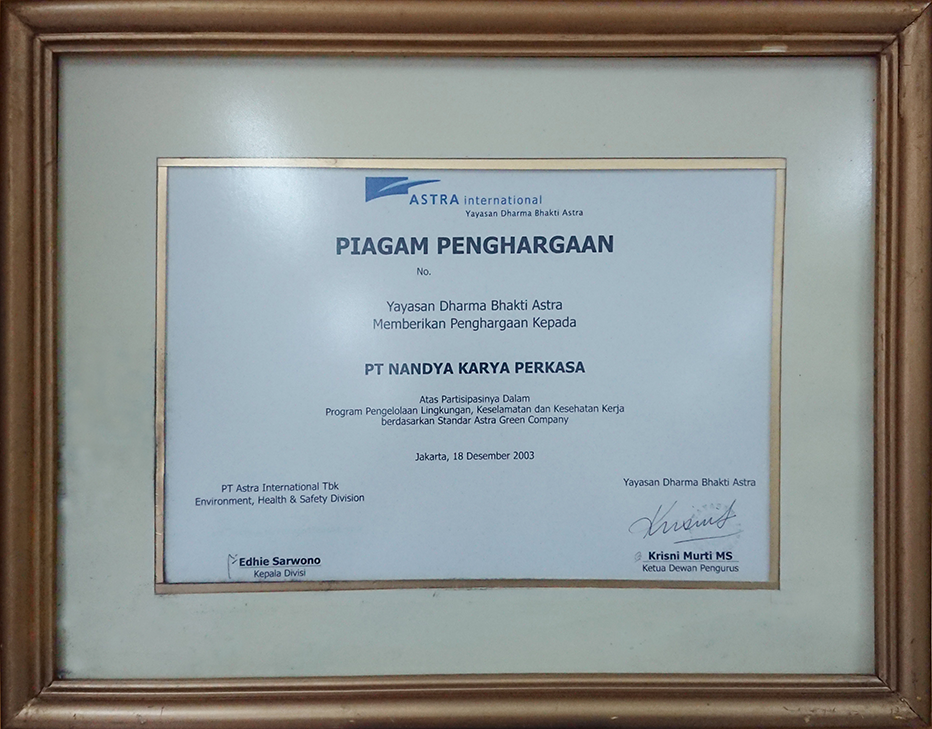 ASTRA international
Yayasan Dharma Bhakti Astra
PIAGAM PENGHARGAAN
No.
Yayasan Dharma Bhakti Astra
Memberikan Penghargaan Kepada
PT NANDYA KARYA PERKASA
Atas Partisipasinya Dalam
Program Pengelolaan Lingkungan, Keselamatan dan Kesehatan Kerja
berdasarkan Standar Astra Green Company
Jakarta, 18 Desember 2003
PT Astra International Tbk
Environment, Health & Safety Division
Edhie Sarwono
Kepala Divisi
Yayasan Dharma Bhakti Astra
Krisni Murti MS
Ketua Dewan Pengurus